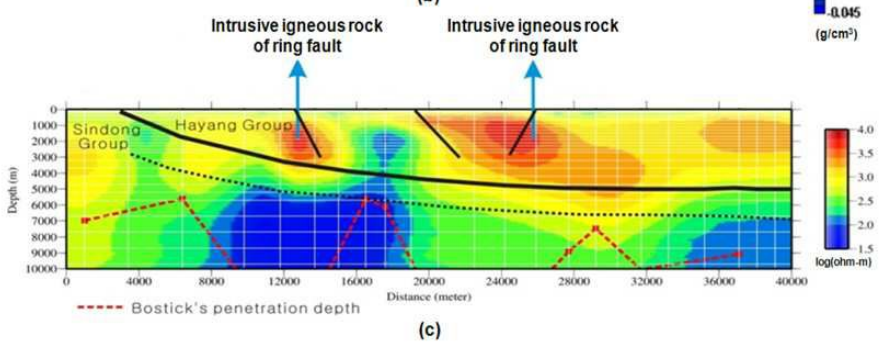 -0.045
(g/cm³)
Intrusive igneous rock
of ring fault
Intrusive igneous rock
of ring fault
Sindong
Group
Hayang Group
Depth (m)
0
1000
2000
3000
4000
5000
6000
7000
8000
9000
10000
0
4000
8000
12000
16000
20000
24000
28000
32000
36000
40000
Distance (meter)
4.0
3.5
3.0
2.5
2.0
1.5
log(ohm-m)
Bostick's penetration depth
(c)